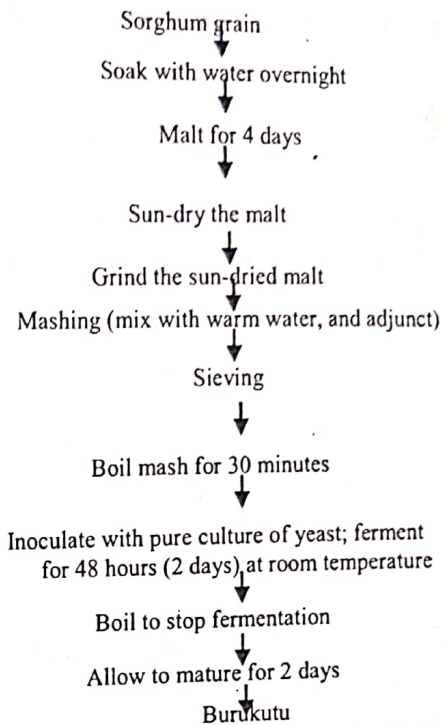 Sorghum grain
Soak with water overnight
Malt for 4 days
Sun-dry the malt
Grind the sun-dried malt
Mashing (mix with warm water, and adjunct)
Sieving
Boil mash for 30 minutes
Inoculate with pure culture of yeast; ferment
for 48 hours (2 days) at room temperature
Boil to stop fermentation
Allow to mature for 2 days
Burukutu